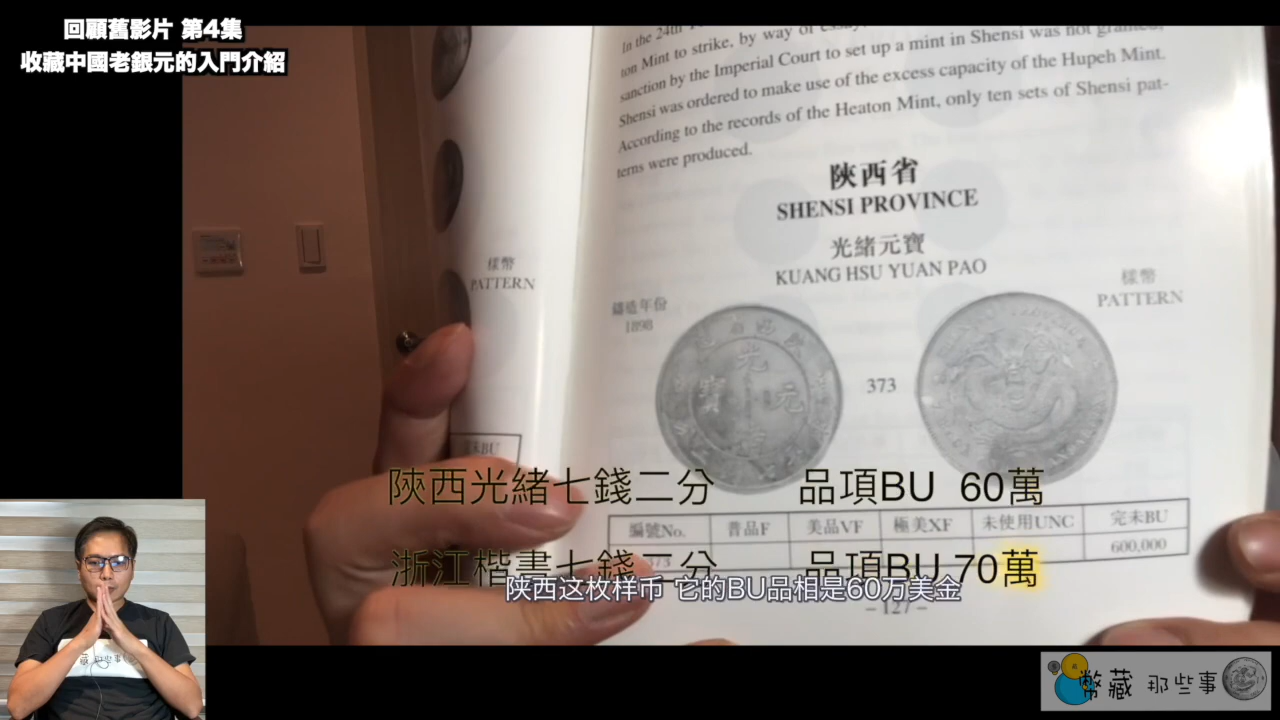 回顧舊影片 第4集
收藏中國老銀元的入門介紹
In the 24th
ton Mint to strike, by way of
sanction by the Imperial Court to set up a mint in Shensi was not granted,
Shensi was ordered to make use of the excess capacity of the Hupeh Mint.
According to the records of the Heaton Mint, only ten sets of Shensi pat-
terns were produced.
陝西省
SHENSI PROVINCE
光緒元寶
KUANG HSU YUAN PAO
樣幣
PATTERN
鑄造年份
1898
373
樣幣
PATTERN
陝西光緒七錢二分 品項BU 60萬
編號No. 普品F 美品VF 極美XF 未使用UNC 完未BU
600,000
浙江楷書七錢二分 品項BU 70萬
陕西这枚样币 它的BU品相是60万美金
– 127 –
幣藏 那些事